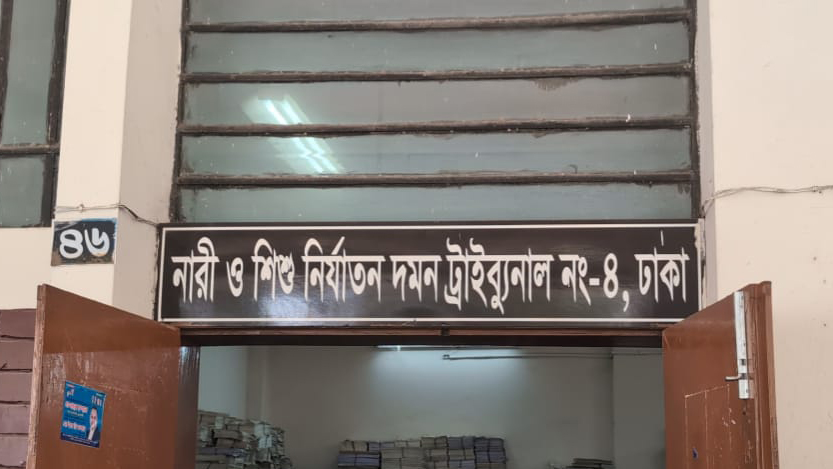 ৪৬
নারী ও শিশু নির্যাতন দমন ট্রাইব্যুনাল নং-৪, ঢাকা